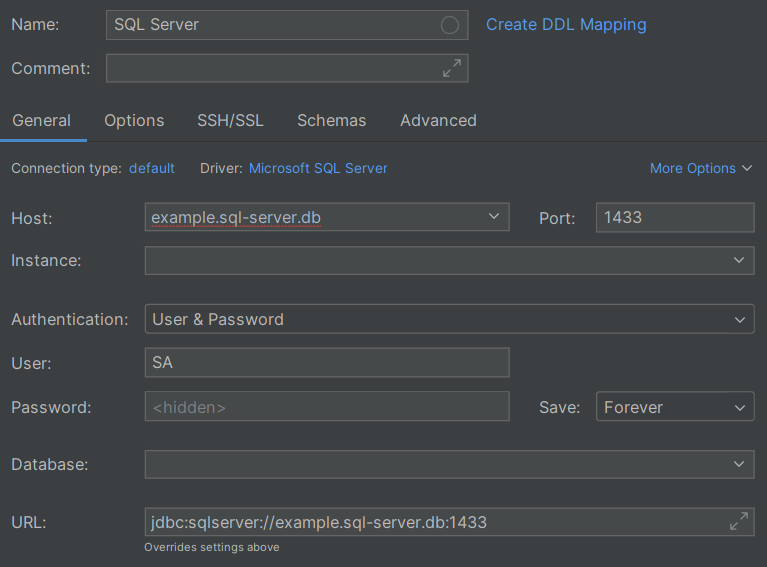 Name: SQL Server Create DDL Mapping
Comment:
General Options SSH/SSL Schemas Advanced
Connection type: default Driver: Microsoft SQL Server More Options
Host: example.sql-server.db Port: 1433
Instance:
Authentication: User & Password
User: SA
Password: <hidden> Save: Forever
Database:
URL: jdbc:sqlserver://example.sql-server.db:1433
Overrides settings above